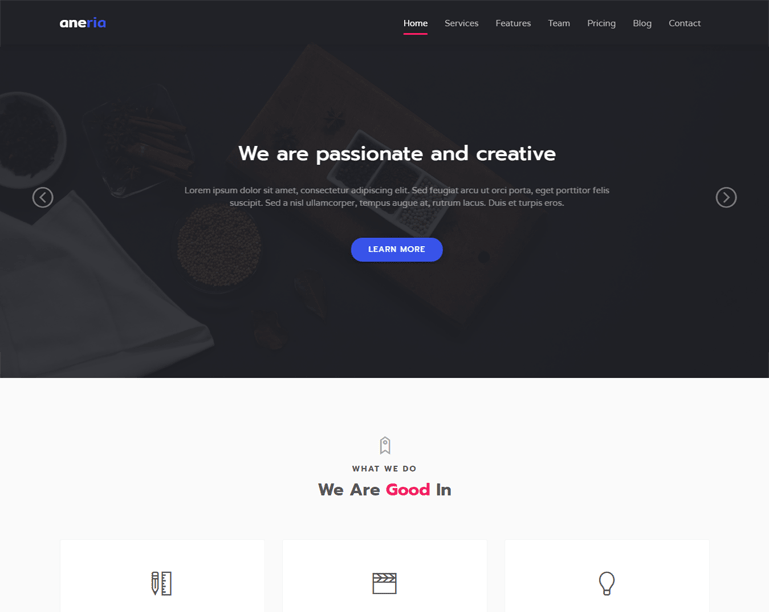 aneria
Home Services Features Team Pricing Blog Contact
We are passionate and creative
Lorem ipsum dolor sit amet, consectetur adipiscing elit. Sed feugiat arcu ut orci porta, eget porttitor felis
suscipit. Sed a nisl ullamcorper, tempus augue at, rutrum lacus. Duis et turpis eros.
LEARN MORE
WHAT WE DO
We Are Good In